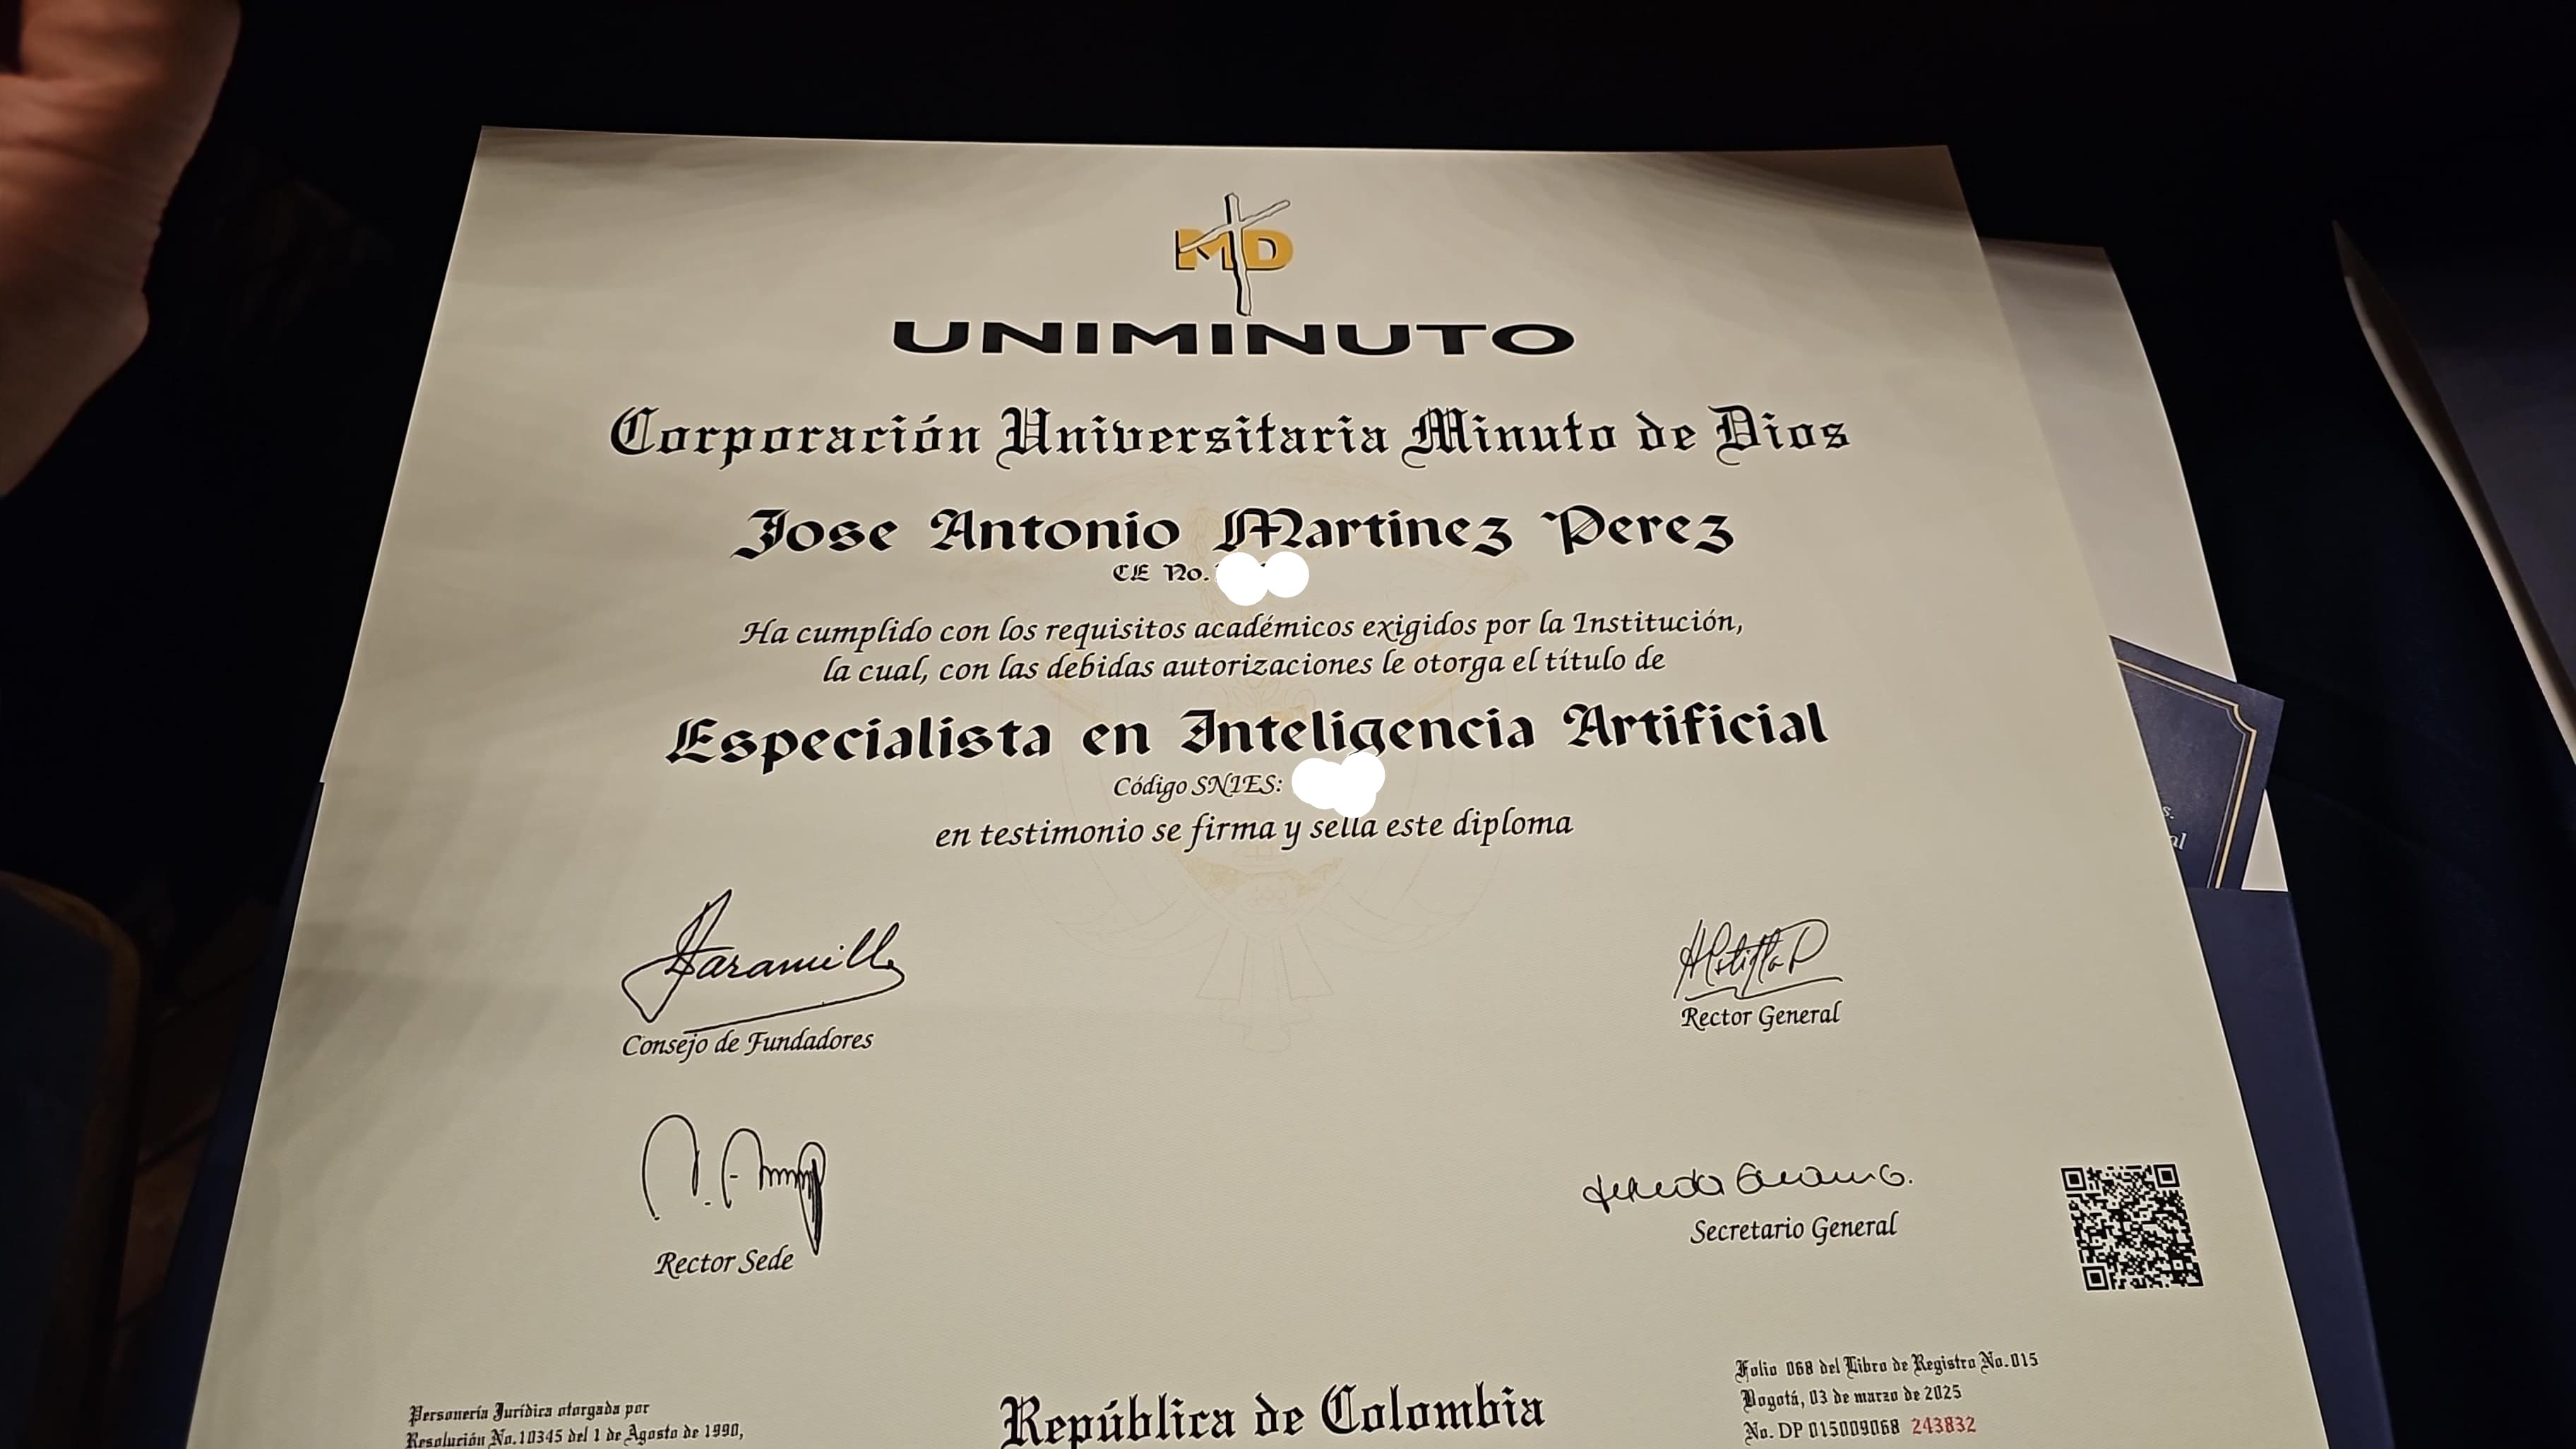 MD
UNIMINUTO
Corporación Universitaria Minuto de Dios
Jose Antonio Martinez Perez
CE No.
Ha cumplido con los requisitos académicos exigidos por la Institución,
la cual, con las debidas autorizaciones le otorga el título de
Especialista en Inteligencia Artificial
Código SNIES:
en testimonio se firma y sella este diploma
Consejo de Fundadores
Rector General
Rector Sede
Secretario General
Personería Jurídica otorgada por
Resolución No.10345 del 1 de Agosto de 1990,
República de Colombia
Folio 068 del Libro de Registro No.015
Bogotá, 03 de marzo de 2025
No. DP 015009068 243832